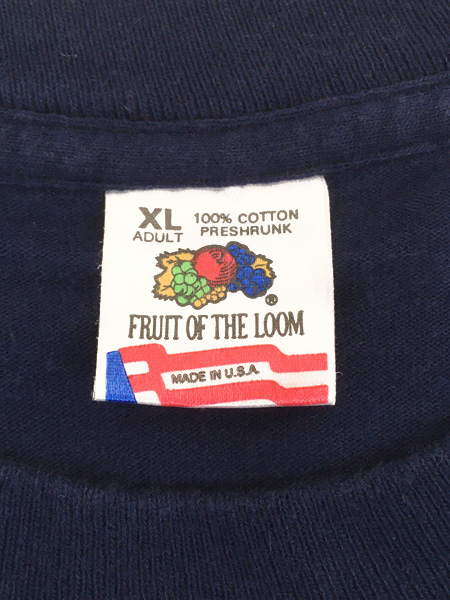 XL 100% COTTON
ADULT PRESHRUNK
®
FRUIT OF THE LOOM
MADE IN U.S.A.